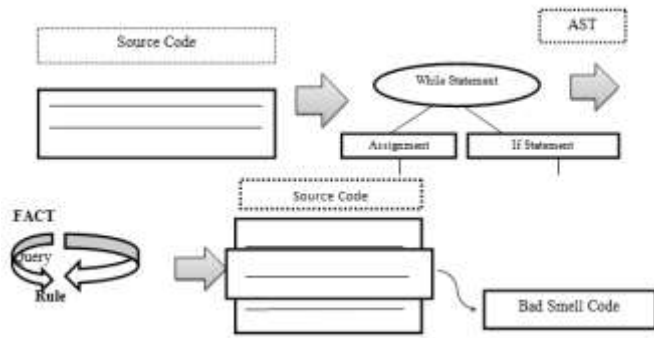 AST
Source Code
While Statement
Assignment
If Statement
Source Code
FACT
Query
Rule
Bad Smell Code